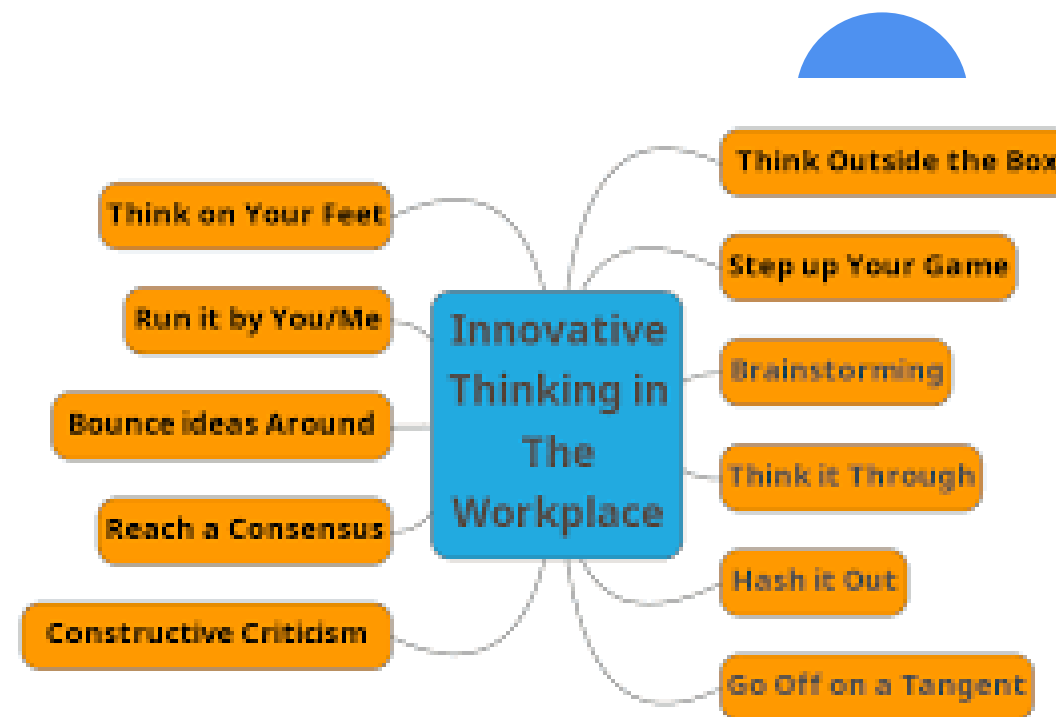 Think Outside the Box
Think on Your Feet
Step up Your Game
Run it by You/Me
Innovative
Thinking in
The
Workplace
Brainstorming
Bounce ideas Around
Think it Through
Reach a Consensus
Hash it Out
Constructive Criticism
Go Off on a Tangent